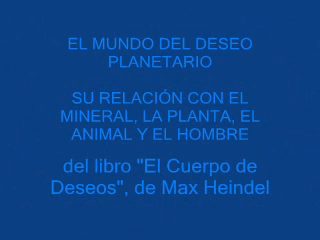 EL MUNDO DEL DESEO
PLANETARIO
SU RELACIÓN CON EL
MINERAL, LA PLANTA, EL
ANIMAL Y EL HOMBRE
del libro "El Cuerpo de
Deseos", de Max Heindel